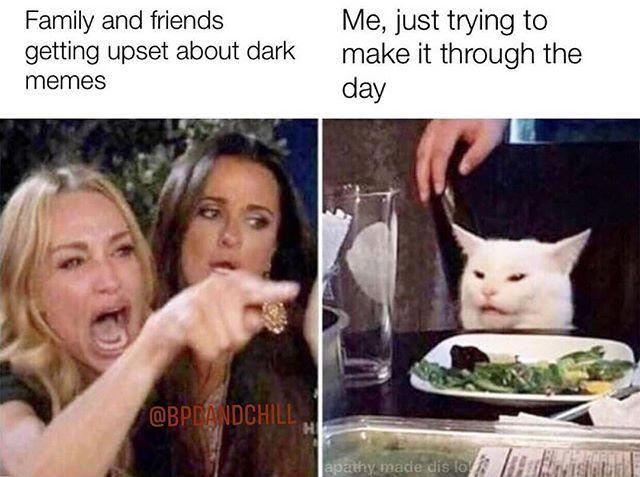 Family and friends
getting upset about dark
memes
Me, just trying to
make it through the
day
@BPDANDCHILL
apathy made dis lol